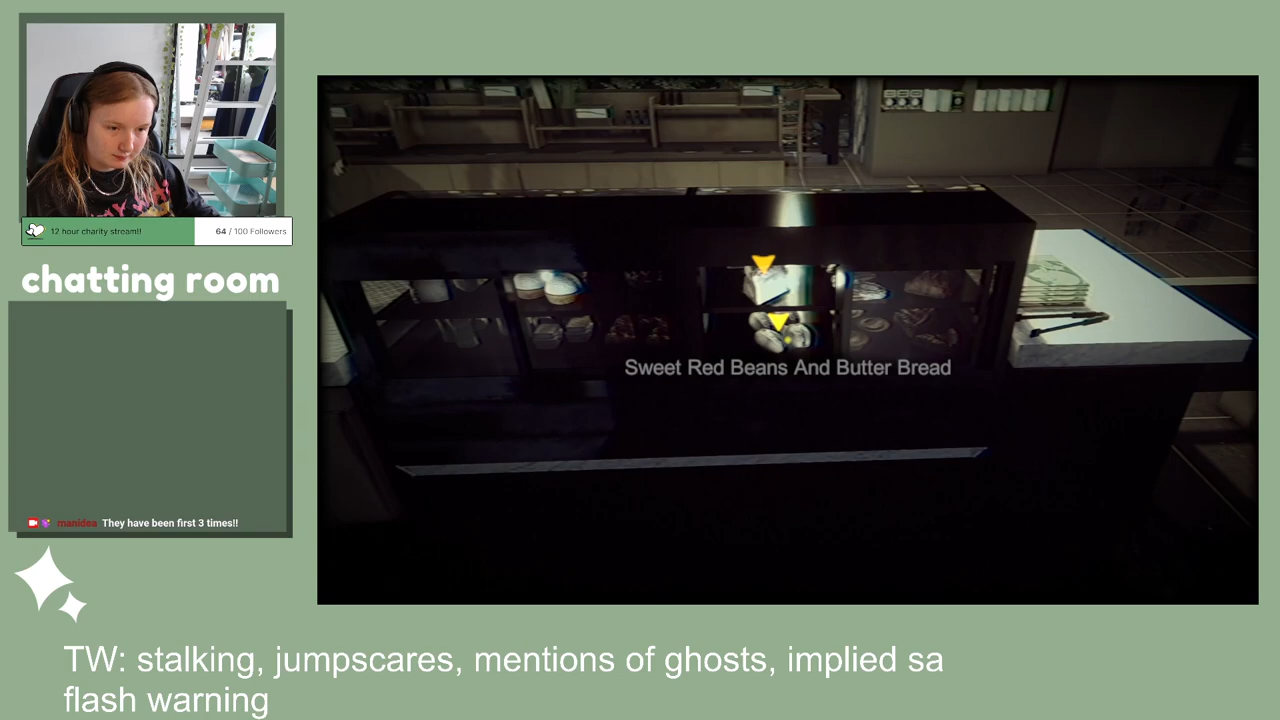 12 hour charity stream!!
64 / 100 Followers
chatting room
manidea They have been first 3 times!!
Sweet Red Beans And Butter Bread
TW: stalking, jumpscares, mentions of ghosts, implied sa
flash warning